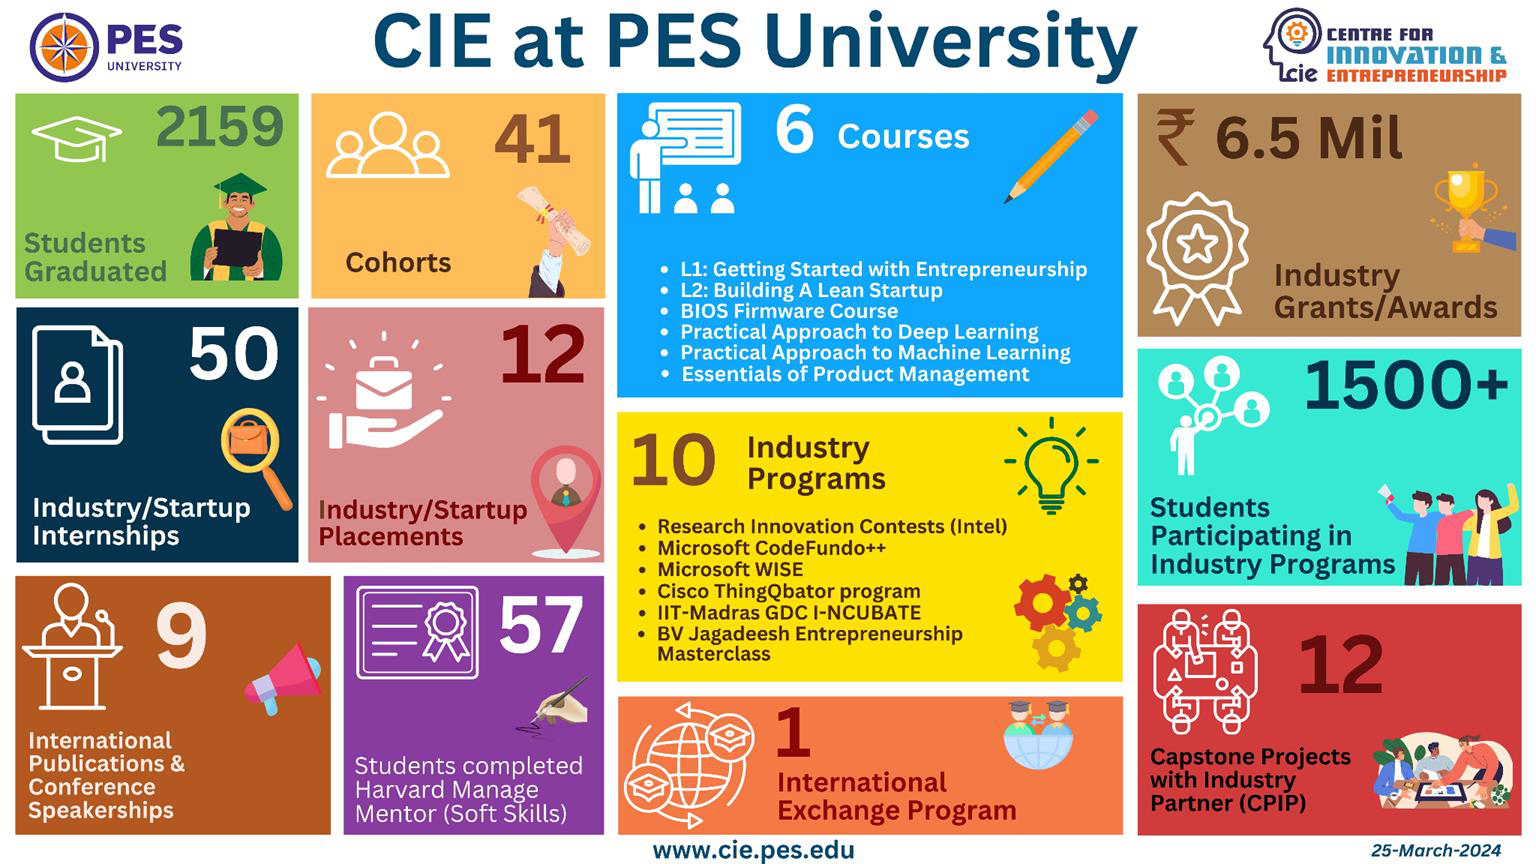 PES
UNIVERSITY
CIE at PES University
cie
CENTRE FOR
INNOVATION &
ENTREPRENEURSHIP
2159
Students
Graduated
41
Cohorts
6 Courses
• L1: Getting Started with Entrepreneurship
• L2: Building A Lean Startup
• BIOS Firmware Course
• Practical Approach to Deep Learning
• Practical Approach to Machine Learning
• Essentials of Product Management
₹ 6.5 Mil
Industry
Grants/Awards
50
Industry/Startup
Internships
12
Industry/Startup
Placements
10 Industry
Programs
• Research Innovation Contests (Intel)
• Microsoft CodeFundo++
• Microsoft WISE
• Cisco ThingQbator program
• IIT-Madras GDC I-NCUBATE
• BV Jagadeesh Entrepreneurship
Masterclass
1500+
Students
Participating in
Industry Programs
9
International
Publications &
Conference
Speakerships
57
Students completed
Harvard Manage
Mentor (Soft Skills)
1
International
Exchange Program
12
Capstone Projects
with Industry
Partner (CPIP)
www.cie.pes.edu
25-March-2024